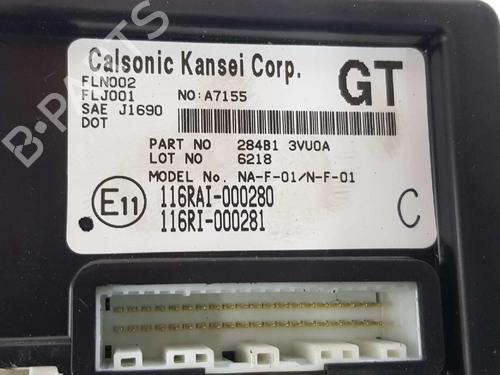 Calsonic Kansei Corp.
GT
FLN002
FLJ001 NO:A7155
SAE J1690
DOT
PART NO 284B1 3VU0A
LOT NO 6218
MODEL No. NA-F-01/N-F-01
E11 116RAI-000280
116RI-000281
C
B-PARTS